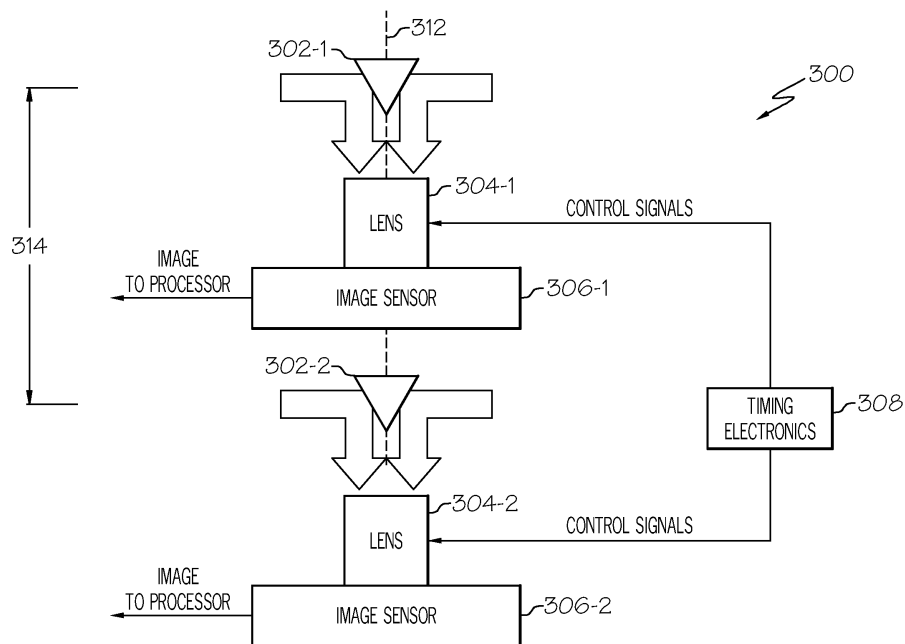 312
302-1
300
304-1
LENS
CONTROL SIGNALS
314
IMAGE
TO PROCESSOR
IMAGE SENSOR
306-1
302-2
TIMING
ELECTRONICS
308
304-2
LENS
CONTROL SIGNALS
IMAGE
TO PROCESSOR
IMAGE SENSOR
306-2